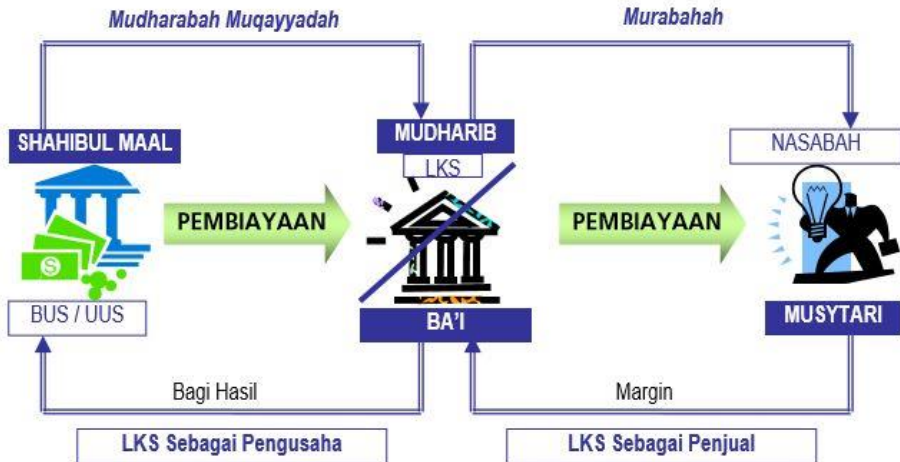 Mudharabah Muqayyadah
Murabahah
SHAHIBUL MAAL
MUDHARIB
LKS
NASABAH
PEMBIAYAAN
PEMBIAYAAN
BUS / UUS
BA'I
MUSYTARI
Bagi Hasil
Margin
LKS Sebagai Pengusaha
LKS Sebagai Penjual